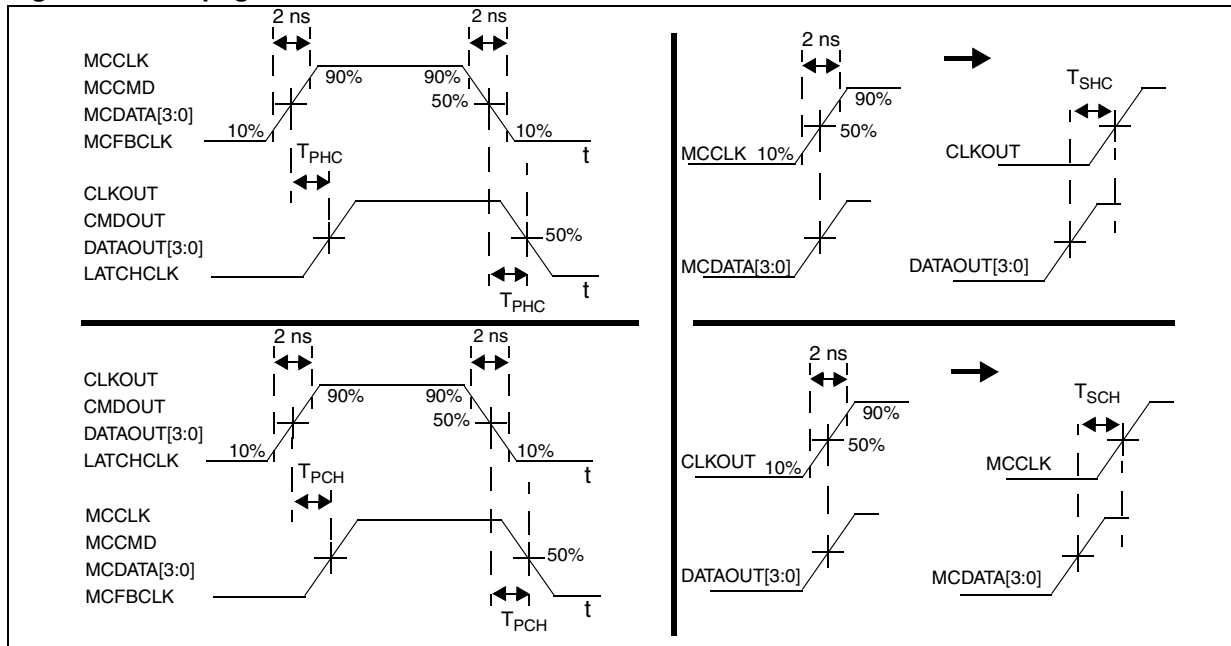 2 ns 2 ns
MCCLK
MCCMD
MCDATA[3:0]
MCFBCLK
10% 90% 90% 50% 10% t
TPHC
CLKOUT
CMDOUT
DATAOUT[3:0]
LATCHCLK
50%
TPHC t
2 ns
MCCLK 10% 90% 50%
MCDATA[3:0]
TSHC
CLKOUT
DATAOUT[3:0]
2 ns 2 ns
CLKOUT
CMDOUT
DATAOUT[3:0]
LATCHCLK
10% 90% 90% 50% 10% t
TPCH
MCCLK
MCCMD
MCDATA[3:0]
MCFBCLK
50%
TPCH t
2 ns
CLKOUT 10% 90% 50%
DATAOUT[3:0]
TSCH
MCCLK
MCDATA[3:0]